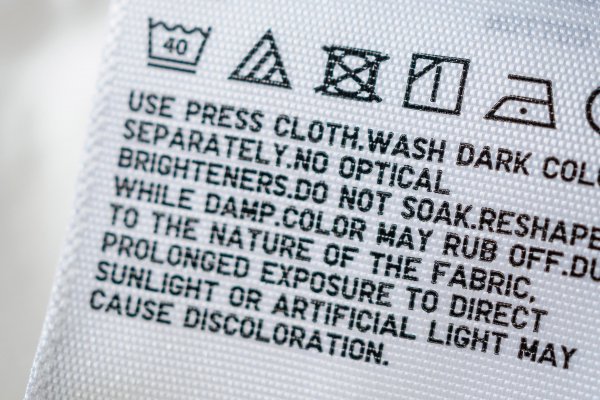 40
USE PRESS CLOTH.WASH DARK COL
SEPARATELY.NO OPTICAL
BRIGHTENERS.DO NOT SOAK.RESHAPE
WHILE DAMP.COLOR MAY RUB OFF.DU
TO THE NATURE OF THE FABRIC,
PROLONGED EXPOSURE TO DIRECT
SUNLIGHT OR ARTIFICIAL LIGHT MAY
CAUSE DISCOLORATION.